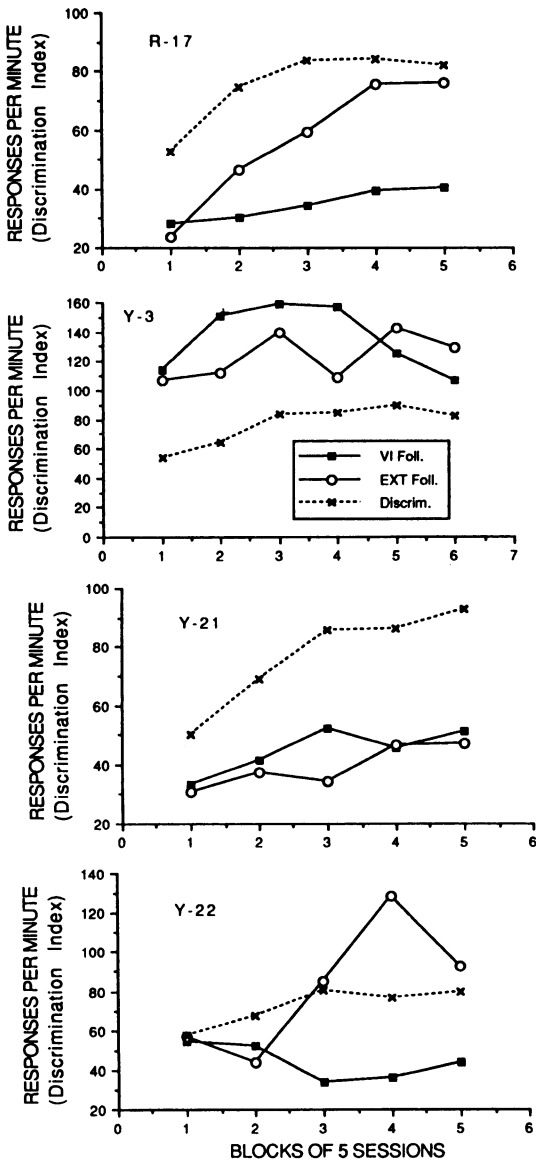 R-17
RESPONSES PER MINUTE
(Discrimination Index)
100
80
60
40
20
0 1 2 3 4 5 6
Y-3
RESPONSES PER MINUTE
(Discrimination Index)
160
140
120
100
80
60
40
20
0
VI Foll.
EXT Foll.
Discrim.
0 1 2 3 4 5 6 7
Y-21
RESPONSES PER MINUTE
(Discrimination Index)
100
80
60
40
20
0 1 2 3 4 5 6
Y-22
RESPONSES PER MINUTE
(Discrimination Index)
140
120
100
80
60
40
20
0 1 2 3 4 5 6
BLOCKS OF 5 SESSIONS